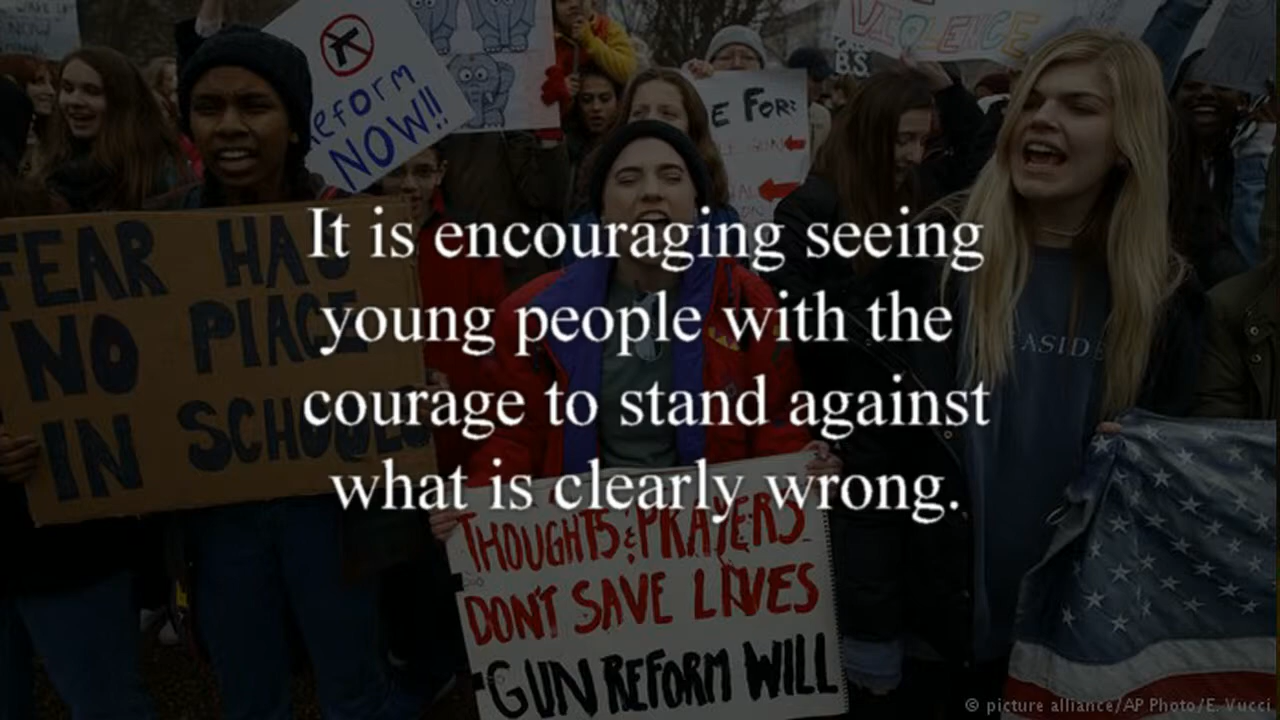 Reform
NOW!!
VIOLENCE
B.S.
E FOR:
FEAR HAS
NO PLACE
IN SCHOOLS
It is encouraging seeing
young people with the
courage to stand against
what is clearly wrong.
EASIDE
THOUGHTS & PRAYERS
DON'T SAVE LIVES
GUN REFORM WILL
© picture alliance/AP Photo/E. Vucci